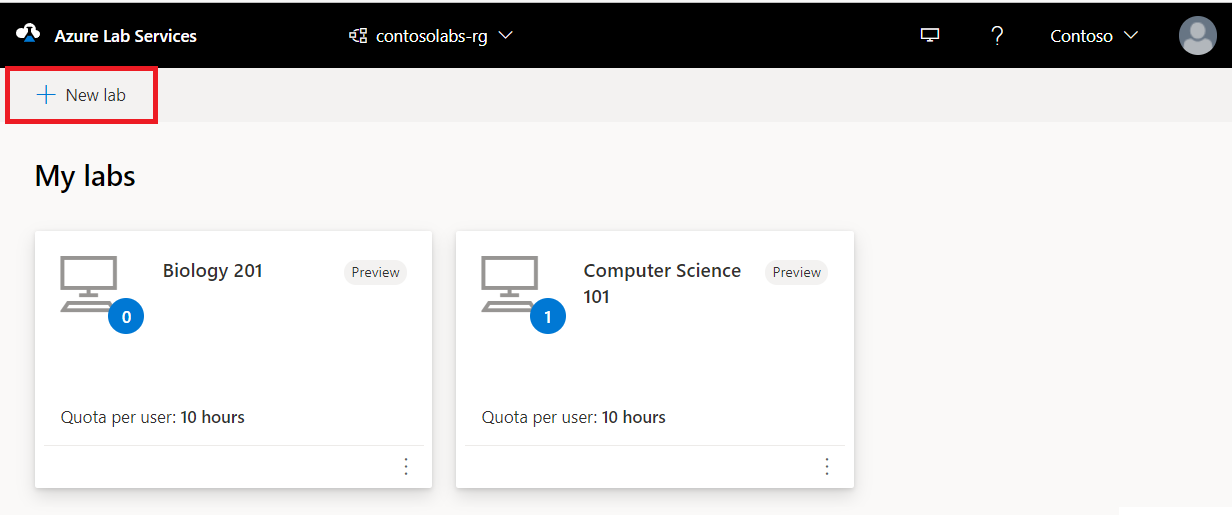 Azure Lab Services
contosolabs-rg
?
Contoso
+ New lab
My labs
Biology 201
Preview
0
Quota per user: 10 hours
Computer Science
101
Preview
1
Quota per user: 10 hours